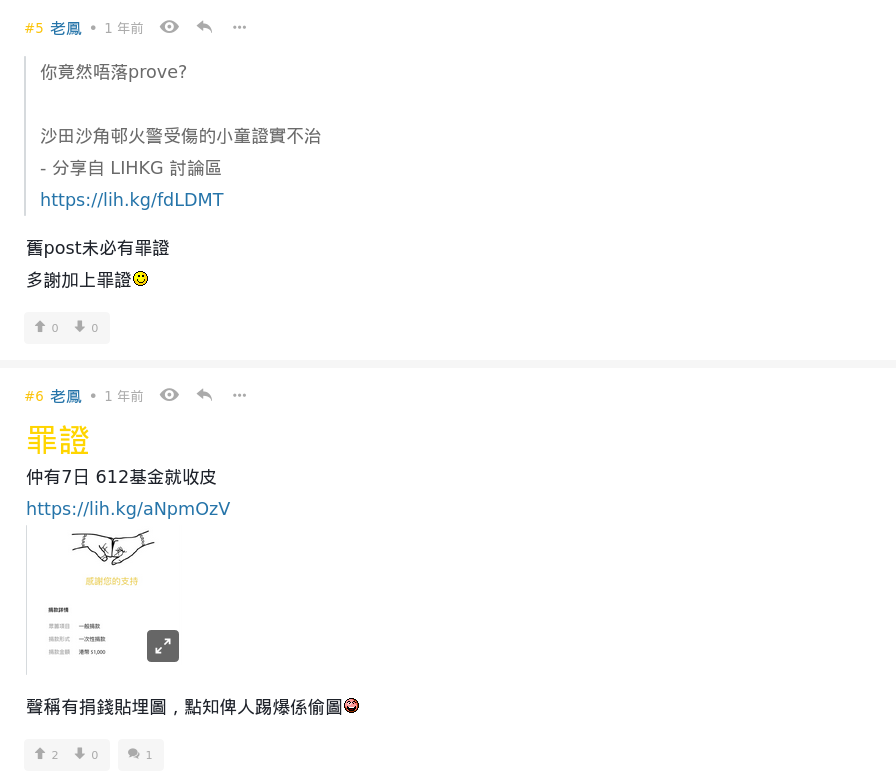 #5 老鳳 • 1 年前
你竟然唔落prove?
沙田沙角邨火警受傷的小童證實不治
- 分享自 LIHKG 討論區
https://lih.kg/fdLDMT
舊post未必有罪證
多謝加上罪證
0 0
#6 老鳳 • 1 年前
罪證
仲有7日 612基金就收皮
https://lih.kg/aNpmOzV
感謝您的支持
捐款詳情
眾籌項目 一般捐款
捐款形式 一次性捐款
捐款金額 港幣 $1,000
聲稱有捐錢貼埋圖，點知俾人踢爆係偷圖
2 0 1